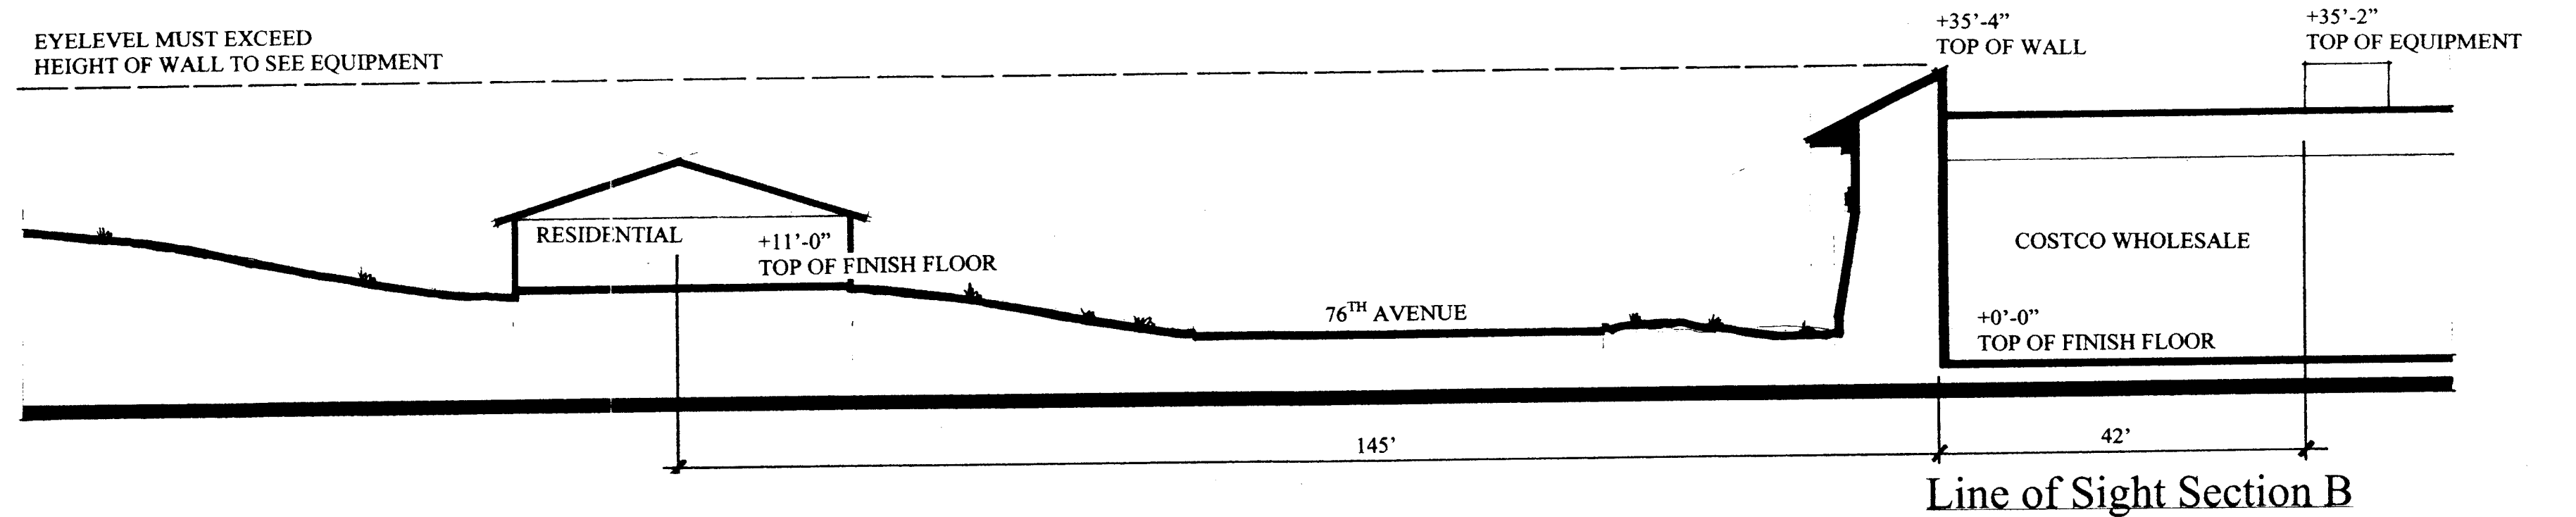 EYELEVEL MUST EXCEED
HEIGHT OF WALL TO SEE EQUIPMENT
+35'-4”
TOP OF WALL
+35'-2”
TOP OF EQUIPMENT
RESIDENTIAL
+11'-0”
TOP OF FINISH FLOOR
76TH AVENUE
COSTCO WHOLESALE
+0'-0”
TOP OF FINISH FLOOR
145'
42'
Line of Sight Section B